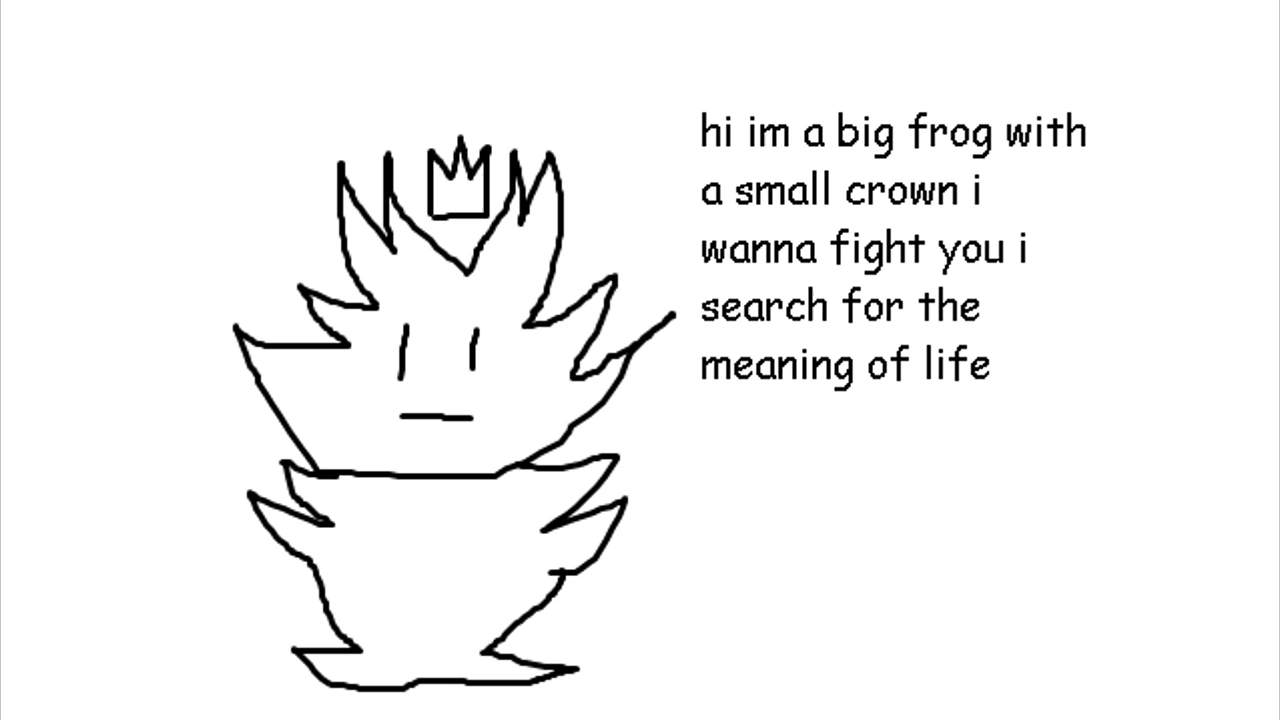 hi im a big frog with
a small crown i
wanna fight you i
search for the
meaning of life